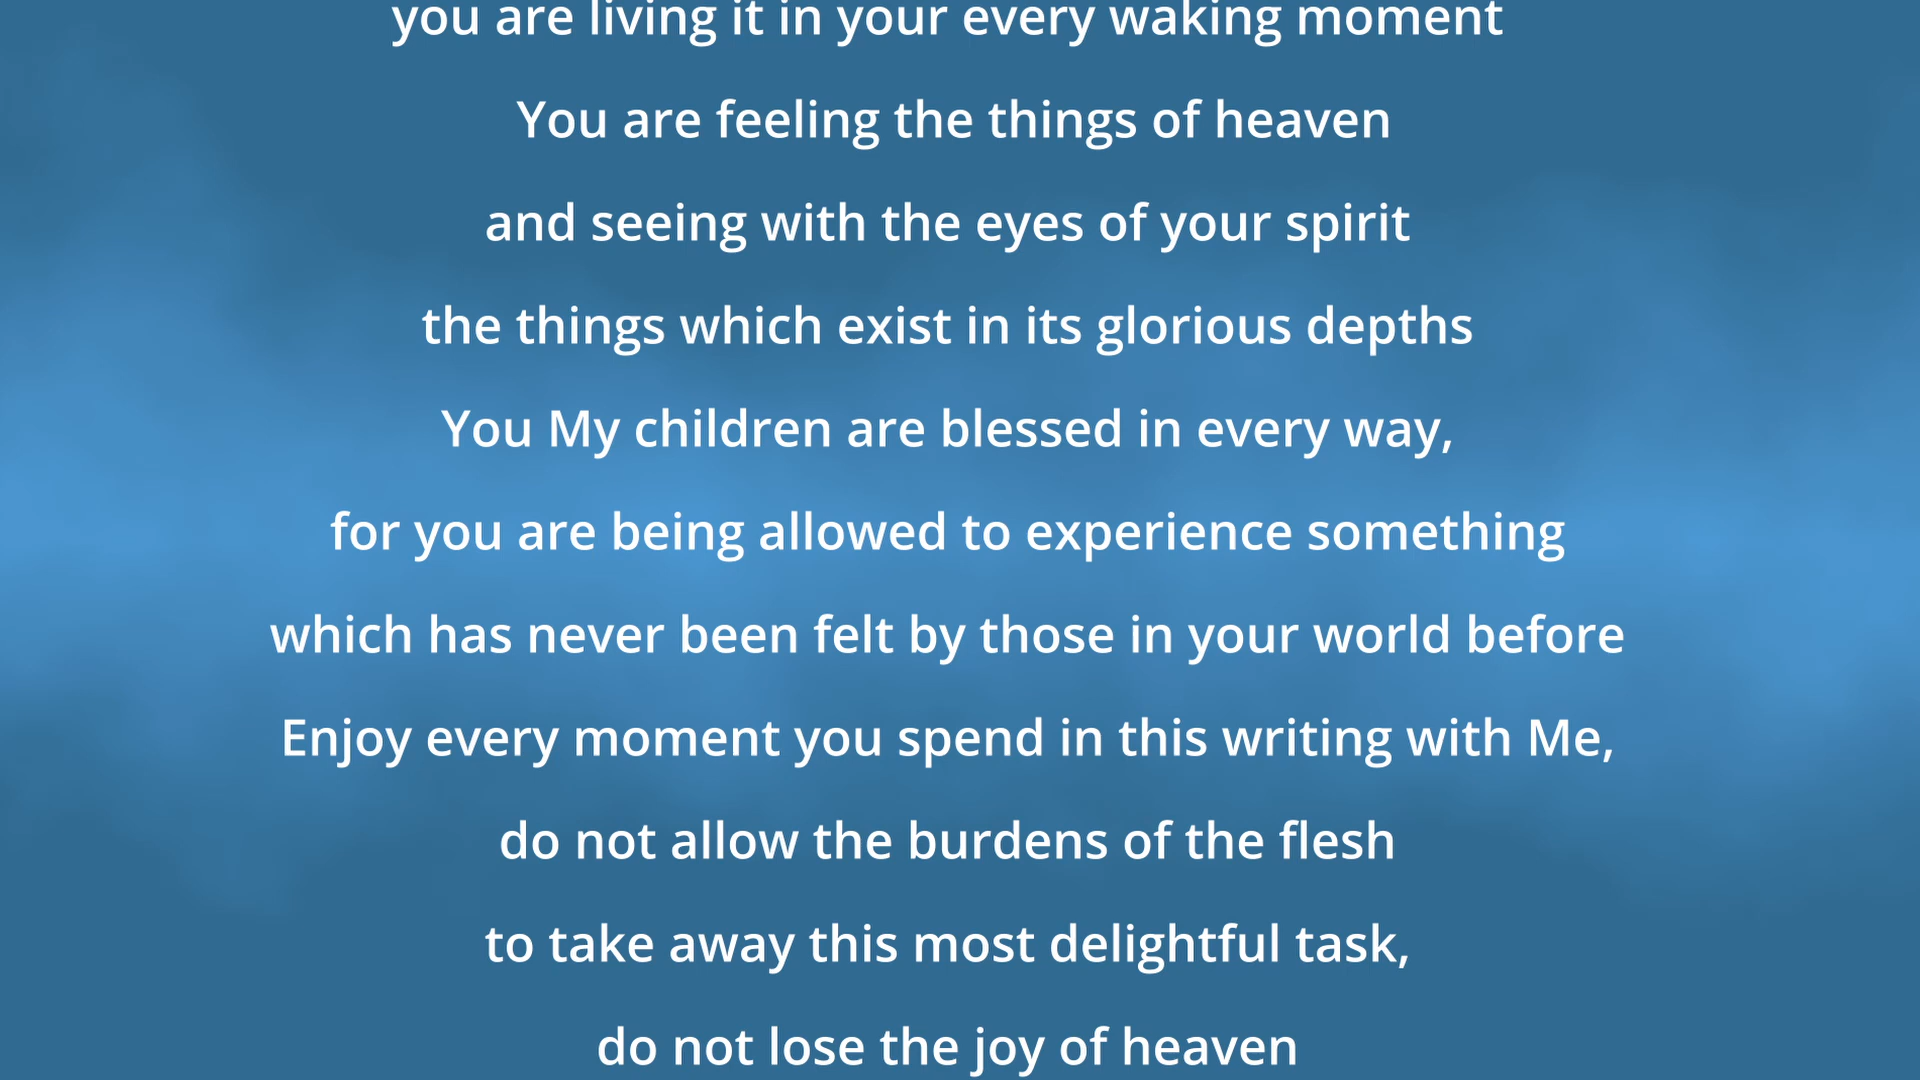 you are living it in your every waking moment
You are feeling the things of heaven
and seeing with the eyes of your spirit
the things which exist in its glorious depths
You My children are blessed in every way,
for you are being allowed to experience something
which has never been felt by those in your world before
Enjoy every moment you spend in this writing with Me,
do not allow the burdens of the flesh
to take away this most delightful task,
do not lose the joy of heaven